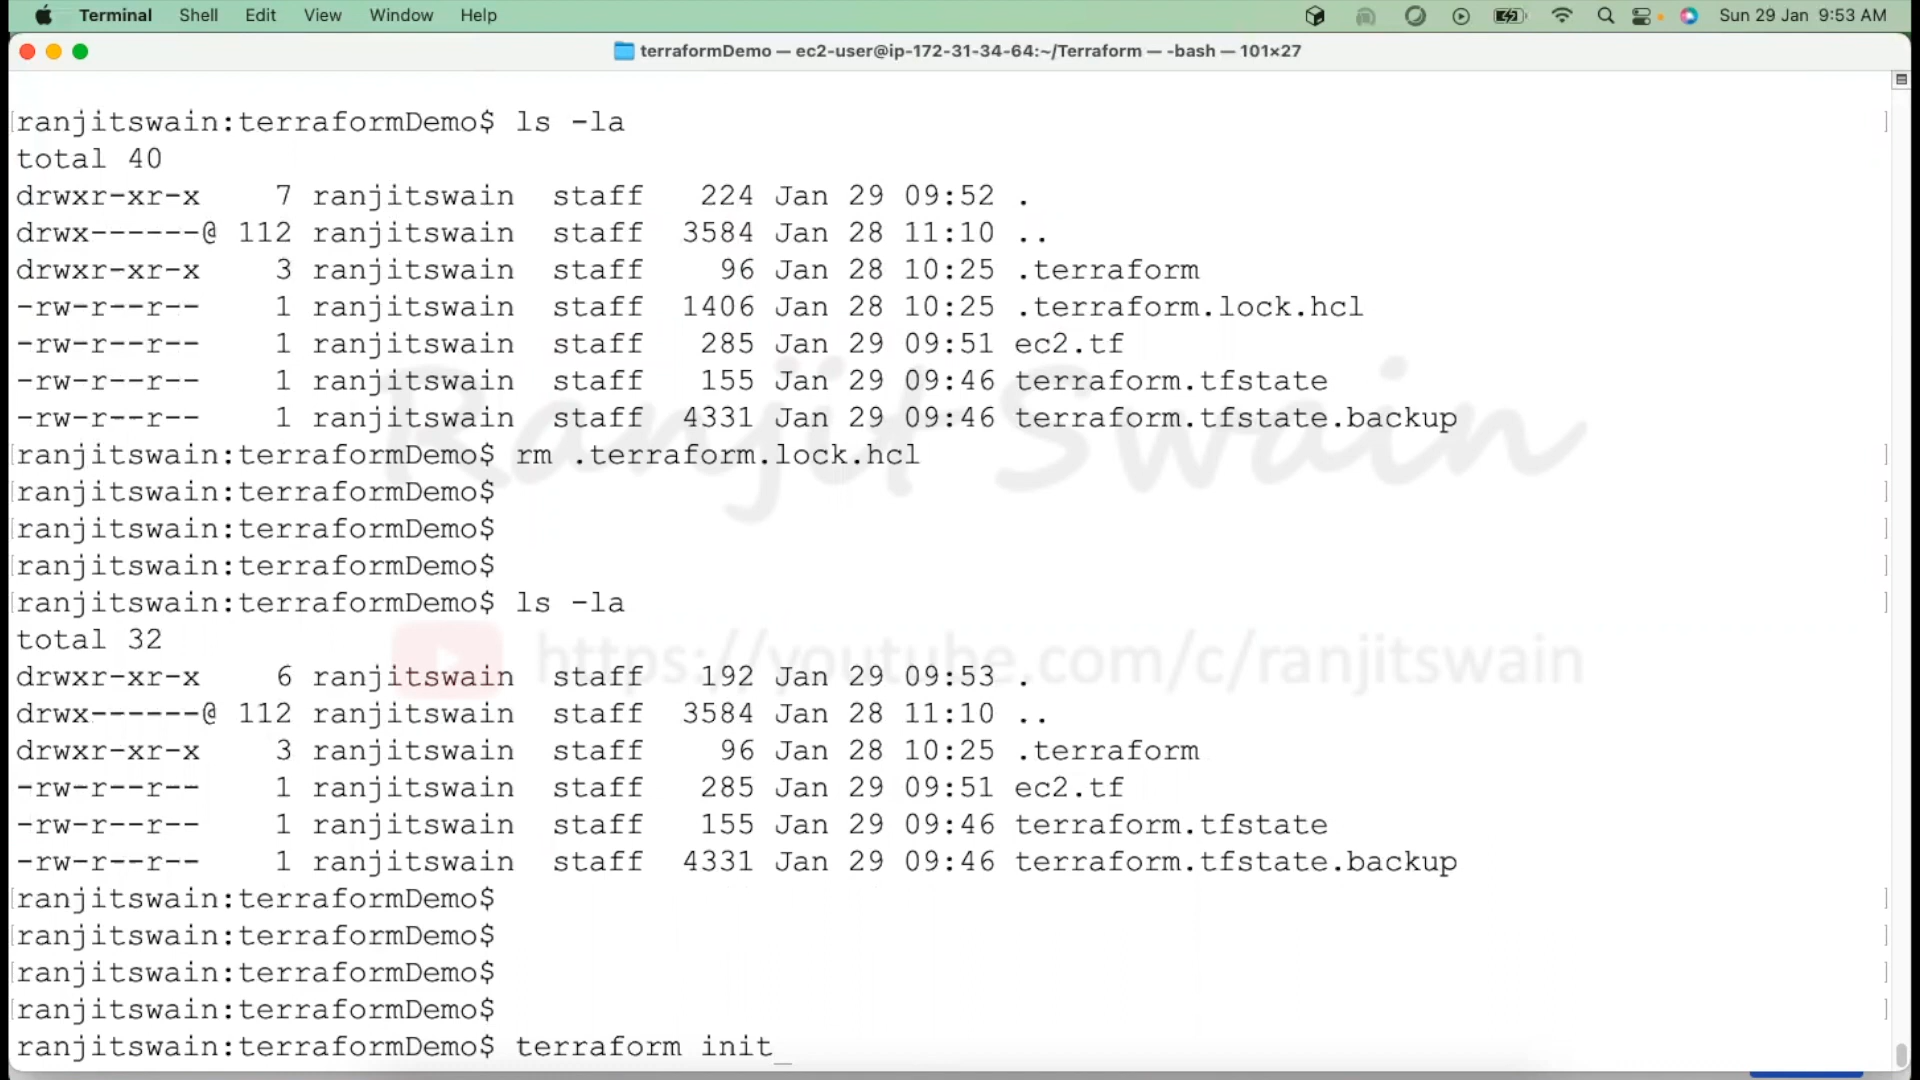 Terminal Shell Edit View Window Help Sun 29 Jan 9:53 AM
terraformDemo — ec2-user@ip-172-31-34-64:~/Terraform — -bash — 101×27
ranjitswain:terraformDemo$ ls -la
total 40
drwxr-xr-x 7 ranjitswain staff 224 Jan 29 09:52 .
drwx------@ 112 ranjitswain staff 3584 Jan 28 11:10 ..
drwxr-xr-x 3 ranjitswain staff 96 Jan 28 10:25 .terraform
-rw-r--r-- 1 ranjitswain staff 1406 Jan 28 10:25 .terraform.lock.hcl
-rw-r--r-- 1 ranjitswain staff 285 Jan 29 09:51 ec2.tf
-rw-r--r-- 1 ranjitswain staff 155 Jan 29 09:46 terraform.tfstate
-rw-r--r-- 1 ranjitswain staff 4331 Jan 29 09:46 terraform.tfstate.backup
Ranjit Swain
ranjitswain:terraformDemo$ rm .terraform.lock.hcl
ranjitswain:terraformDemo$
ranjitswain:terraformDemo$
ranjitswain:terraformDemo$
ranjitswain:terraformDemo$ ls -la
total 32
https://youtube.com/c/ranjitswain
drwxr-xr-x 6 ranjitswain staff 192 Jan 29 09:53 .
drwx------@ 112 ranjitswain staff 3584 Jan 28 11:10 ..
drwxr-xr-x 3 ranjitswain staff 96 Jan 28 10:25 .terraform
-rw-r--r-- 1 ranjitswain staff 285 Jan 29 09:51 ec2.tf
-rw-r--r-- 1 ranjitswain staff 155 Jan 29 09:46 terraform.tfstate
-rw-r--r-- 1 ranjitswain staff 4331 Jan 29 09:46 terraform.tfstate.backup
ranjitswain:terraformDemo$
ranjitswain:terraformDemo$
ranjitswain:terraformDemo$
ranjitswain:terraformDemo$
ranjitswain:terraformDemo$ terraform init_